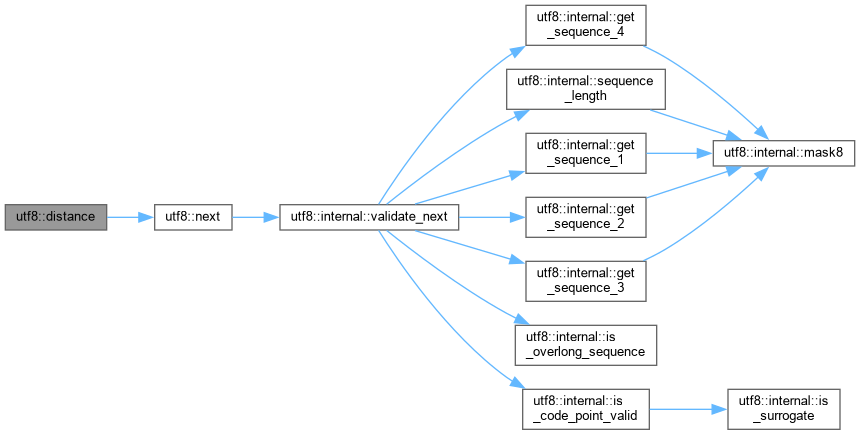 utf8::distance
utf8::next
utf8::internal::validate_next
utf8::internal::get
_sequence_4
utf8::internal::sequence
_length
utf8::internal::get
_sequence_1
utf8::internal::get
_sequence_2
utf8::internal::get
_sequence_3
utf8::internal::is
_overlong_sequence
utf8::internal::is
_code_point_valid
utf8::internal::mask8
utf8::internal::is
_surrogate